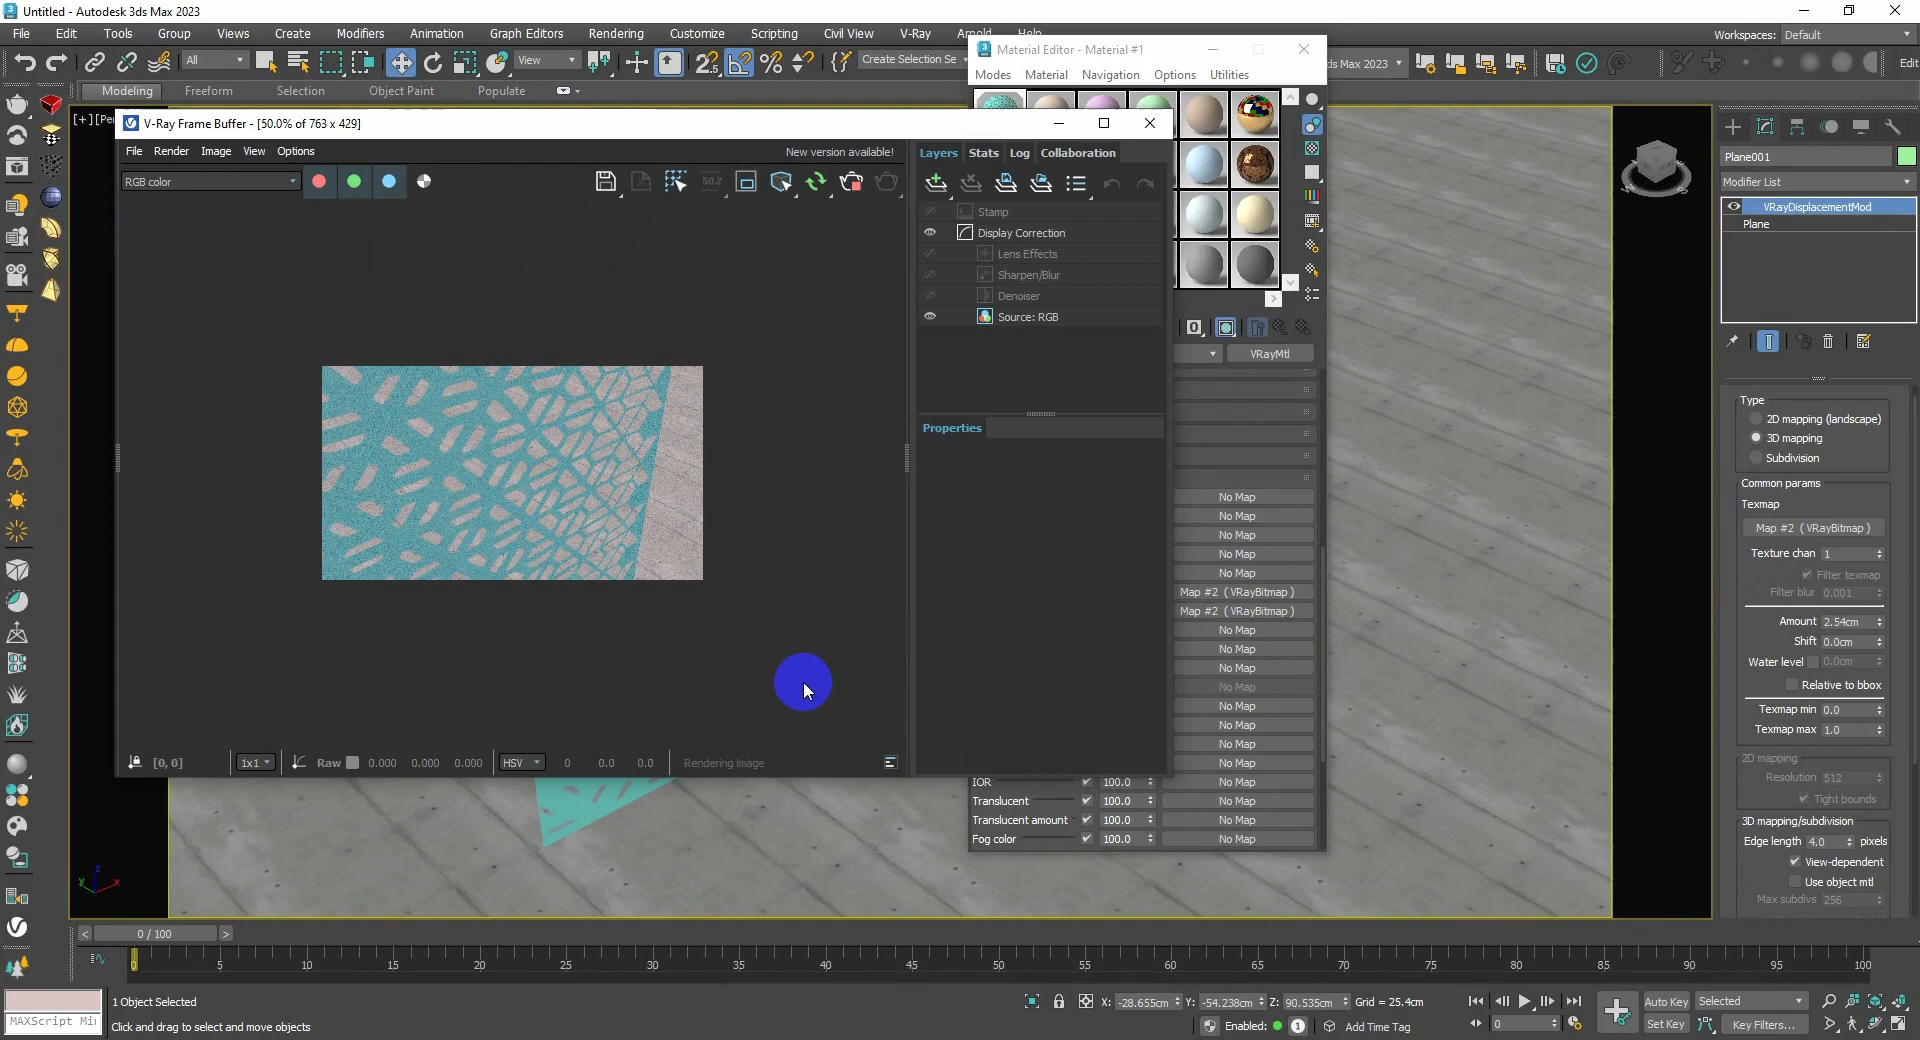 Untitled - Autodesk 3ds Max 2023
File Edit Tools Group Views Create Modifiers Animation Graph Editors Rendering Customize Scripting Civil View V-Ray Arnold Help
Workspaces: Default
All View Create Selection Se
ds Max 2023
Edit
Modeling Freeform Selection Object Paint Populate
Material Editor - Material #1
Modes Material Navigation Options Utilities
V-Ray Frame Buffer - [50.0% of 763 x 429]
File Render Image View Options
New version available!
RGB color
50%
Layers Stats Log Collaboration
Stamp
Display Correction
Lens Effects
Sharpen/Blur
Denoiser
Source: RGB
Properties
[0, 0] 1x1 Raw 0.000 0.000 0.000 HSV 0 0.0 0.0 Rendering image
0
VRayMtl
No Map
No Map
No Map
No Map
No Map
Map #2 ( VRayBitmap )
Map #2 ( VRayBitmap )
No Map
No Map
No Map
No Map
No Map
No Map
No Map
No Map
IOR 100.0 No Map
Translucent 100.0 No Map
Translucent amount 100.0 No Map
Fog color 100.0 No Map
Plane001
Modifier List
VRayDisplacementMod
Plane
Type
2D mapping (landscape)
3D mapping
Subdivision
Common params
Texmap
Map #2 ( VRayBitmap )
Texture chan 1
Filter texmap
Filter blur 0.001
Amount 2.54cm
Shift 0.0cm
Water level 0.0cm
Relative to bbox
Texmap min 0.0
Texmap max 1.0
2D mapping
Resolution 512
Tight bounds
3D mapping/subdivision
Edge length 4.0 pixels
View-dependent
Use object mtl
Max subdivs 256
z
y x
< 0 / 100 >
0 5 10 15 20 25 30 35 40 45 50 55 60 65 70 75 80 85 90 95 100
1 Object Selected
MAXScript Mi
Click and drag to select and move objects
X: -28.655cm Y: -54.238cm Z: 90.535cm Grid = 25.4cm
Enabled: 1 Add Time Tag
0
Auto Key Selected
Set Key Key Filters...